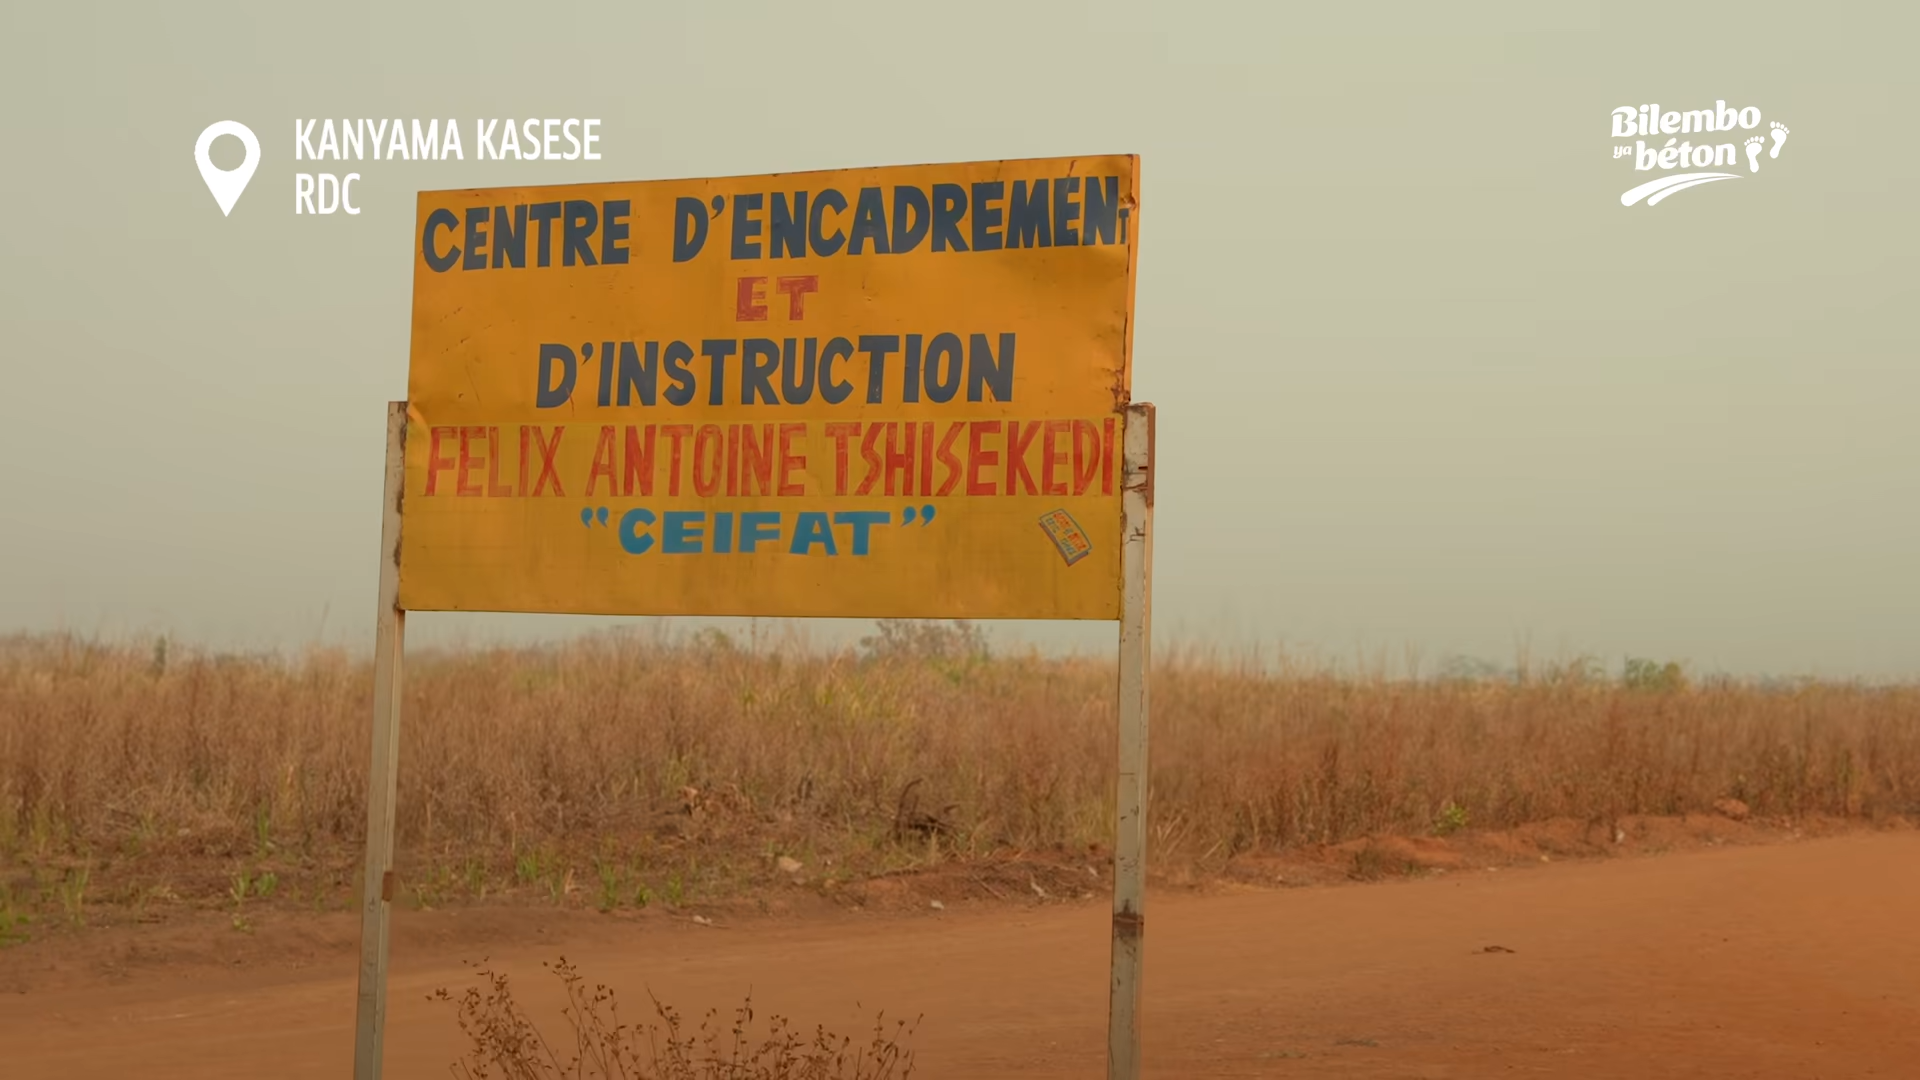 KANYAMA KASESE
RDC
Bilembo
ya béton
CENTRE D'ENCADREMENT
ET
D'INSTRUCTION
FELIX ANTOINE TSHISEKEDI
"CEIFAT"